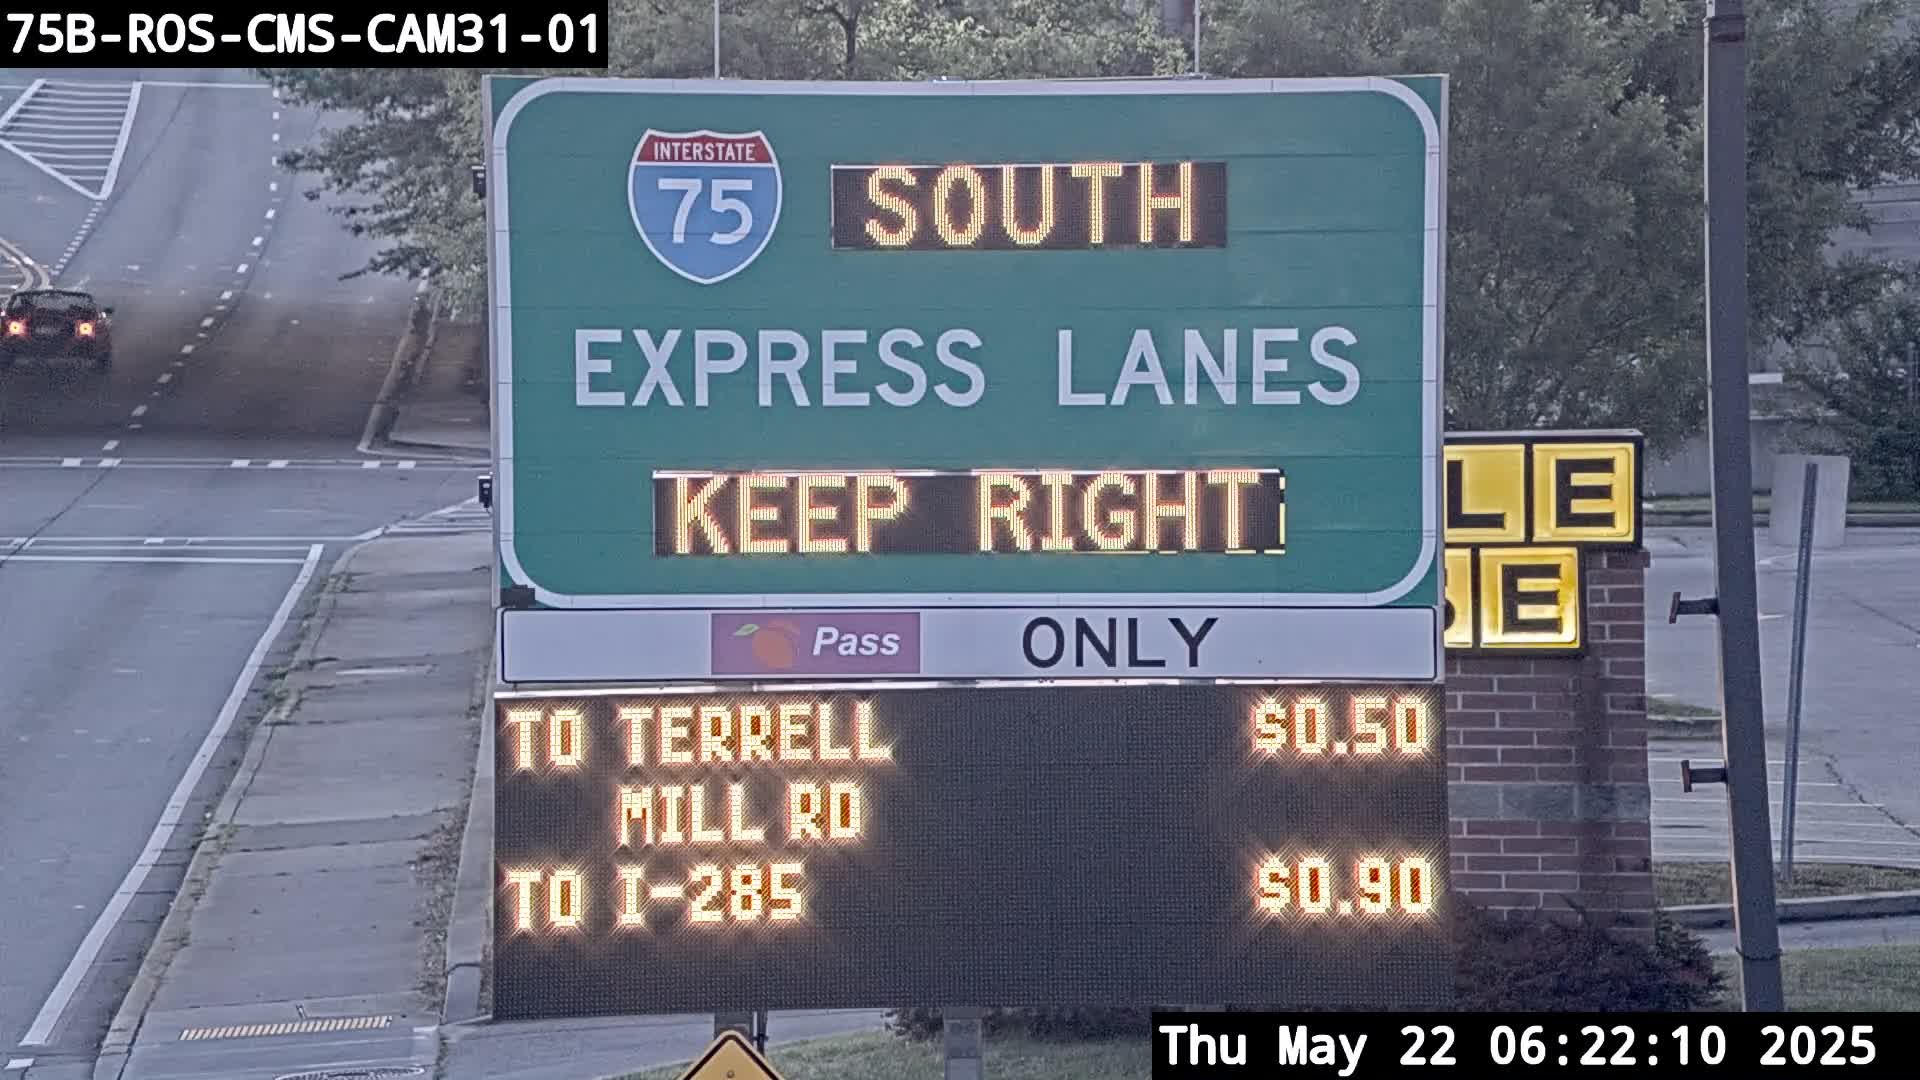 75B-ROS-CMS-CAM31-01
INTERSTATE
75
SOUTH
EXPRESS LANES
KEEP RIGHT
LE
E
Pass ONLY
TO TERRELL $0.50
MILL RD
TO I-285 $0.90
Thu May 22 06:22:10 2025